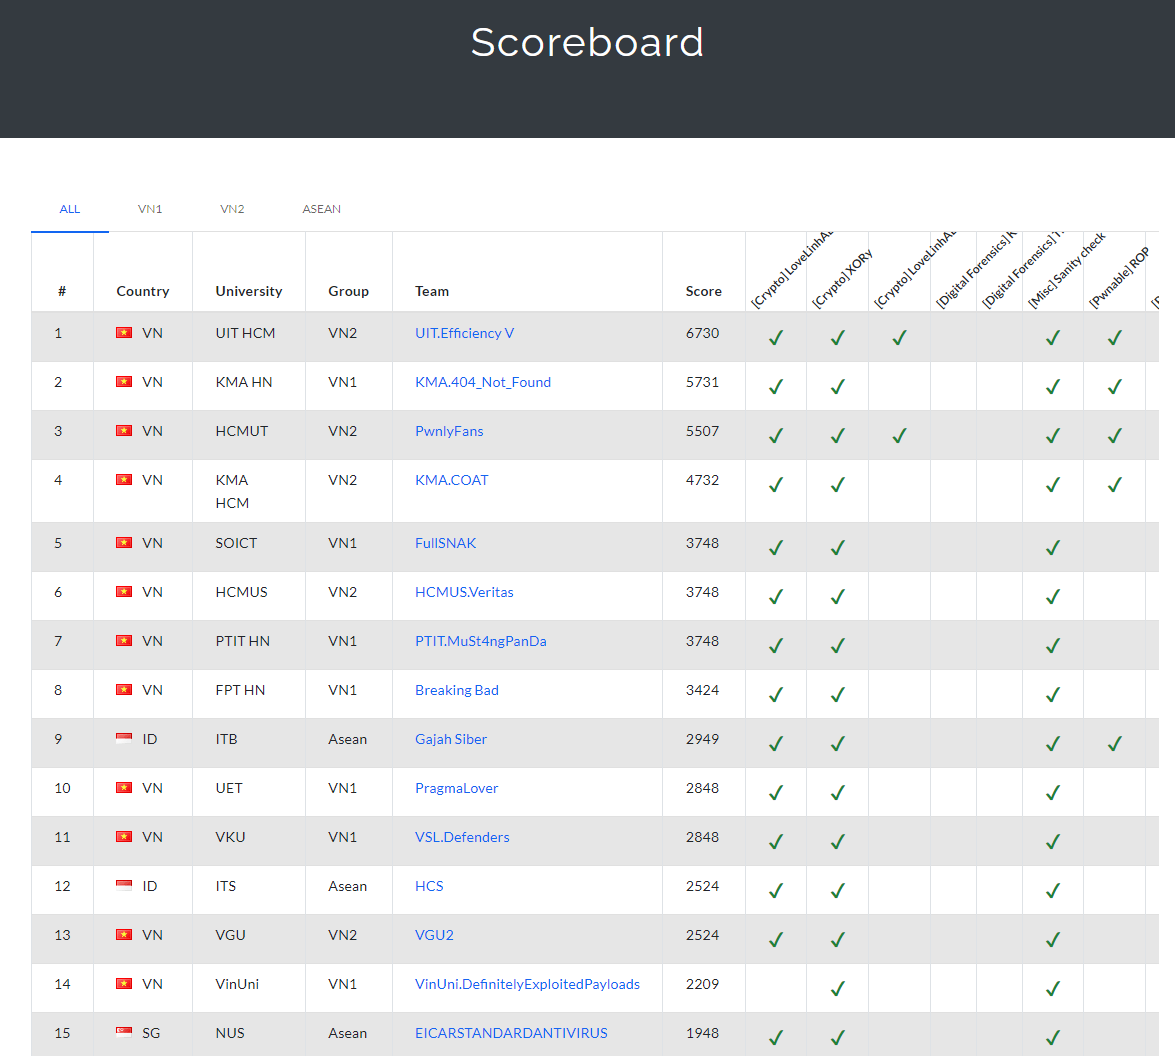 Scoreboard
ALL VN1 VN2 ASEAN
# Country University Group Team Score [Crypto] LoveLinhA [Crypto] XORy [Crypto] LoveLinhA [Digital Forensics] [Digital Forensics] [Misc] Sanity check [Pwnable] ROP
1 VN UIT HCM VN2 UIT.Efficiency V 6730 ✓ ✓ ✓ ✓ ✓
2 VN KMA HN VN1 KMA.404_Not_Found 5731 ✓ ✓ ✓ ✓
3 VN HCMUT VN2 PwnlyFans 5507 ✓ ✓ ✓ ✓ ✓
4 VN KMA VN2 KMA.COAT 4732 ✓ ✓ ✓ ✓
HCM
5 VN SOICT VN1 FullSNAK 3748 ✓ ✓ ✓
6 VN HCMUS VN2 HCMUS.Veritas 3748 ✓ ✓ ✓
7 VN PTIT HN VN1 PTIT.MuSt4ngPanDa 3748 ✓ ✓ ✓
8 VN FPT HN VN1 Breaking Bad 3424 ✓ ✓ ✓
9 ID ITB Asean Gajah Siber 2949 ✓ ✓ ✓ ✓
10 VN UET VN1 PragmaLover 2848 ✓ ✓ ✓
11 VN VKU VN1 VSL.Defenders 2848 ✓ ✓ ✓
12 ID ITS Asean HCS 2524 ✓ ✓ ✓
13 VN VGU VN2 VGU2 2524 ✓ ✓ ✓
14 VN VinUni VN1 VinUni.DefinitelyExploitedPayloads 2209 ✓ ✓
15 SG NUS Asean EICARSTANDARDANTIVIRUS 1948 ✓ ✓ ✓